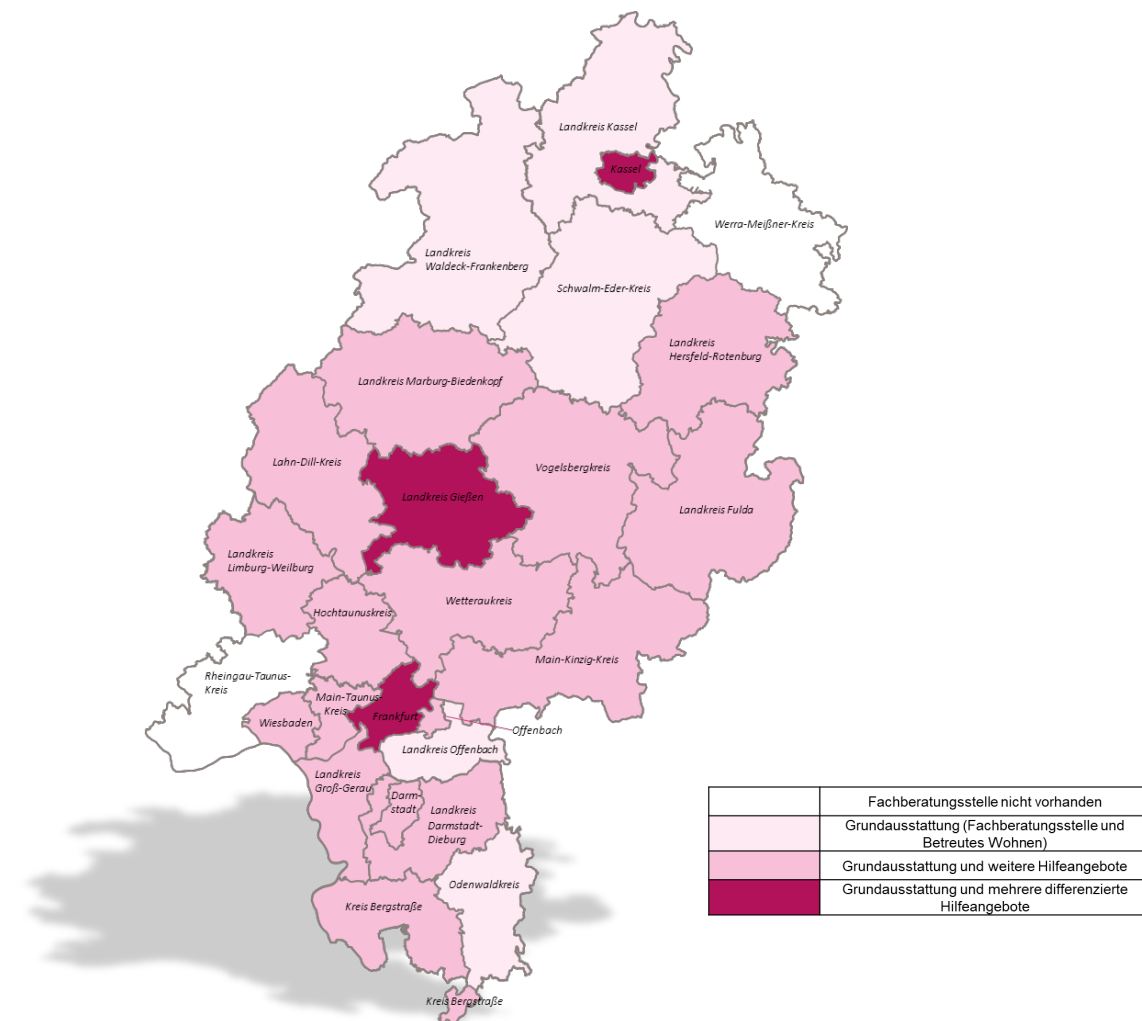 Landkreis Kassel
Kassel
Werra-Meißner-Kreis
Landkreis
Waldeck-Frankenberg
Schwalm-Eder-Kreis
Landkreis
Hersfeld-Rotenburg
Landkreis Marburg-Biedenkopf
Lahn-Dill-Kreis
Vogelsbergkreis
Landkreis Gießen
Landkreis Fulda
Landkreis
Limburg-Weilburg
Wetteraukreis
Hochtaunuskreis
Main-Kinzig-Kreis
Rheingau-Taunus-
Kreis
Main-Taunus-
Kreis
Wiesbaden
Frankfurt
Offenbach
Landkreis Offenbach
Landkreis
Groß-Gerau
Darm-
stadt
Landkreis
Darmstadt-
Dieburg
Odenwaldkreis
Kreis Bergstraße
Kreis Bergstraße
Fachberatungsstelle nicht vorhanden
Grundausstattung (Fachberatungsstelle und
Betreutes Wohnen)
Grundausstattung und weitere Hilfeangebote
Grundausstattung und mehrere differenzierte
Hilfeangebote